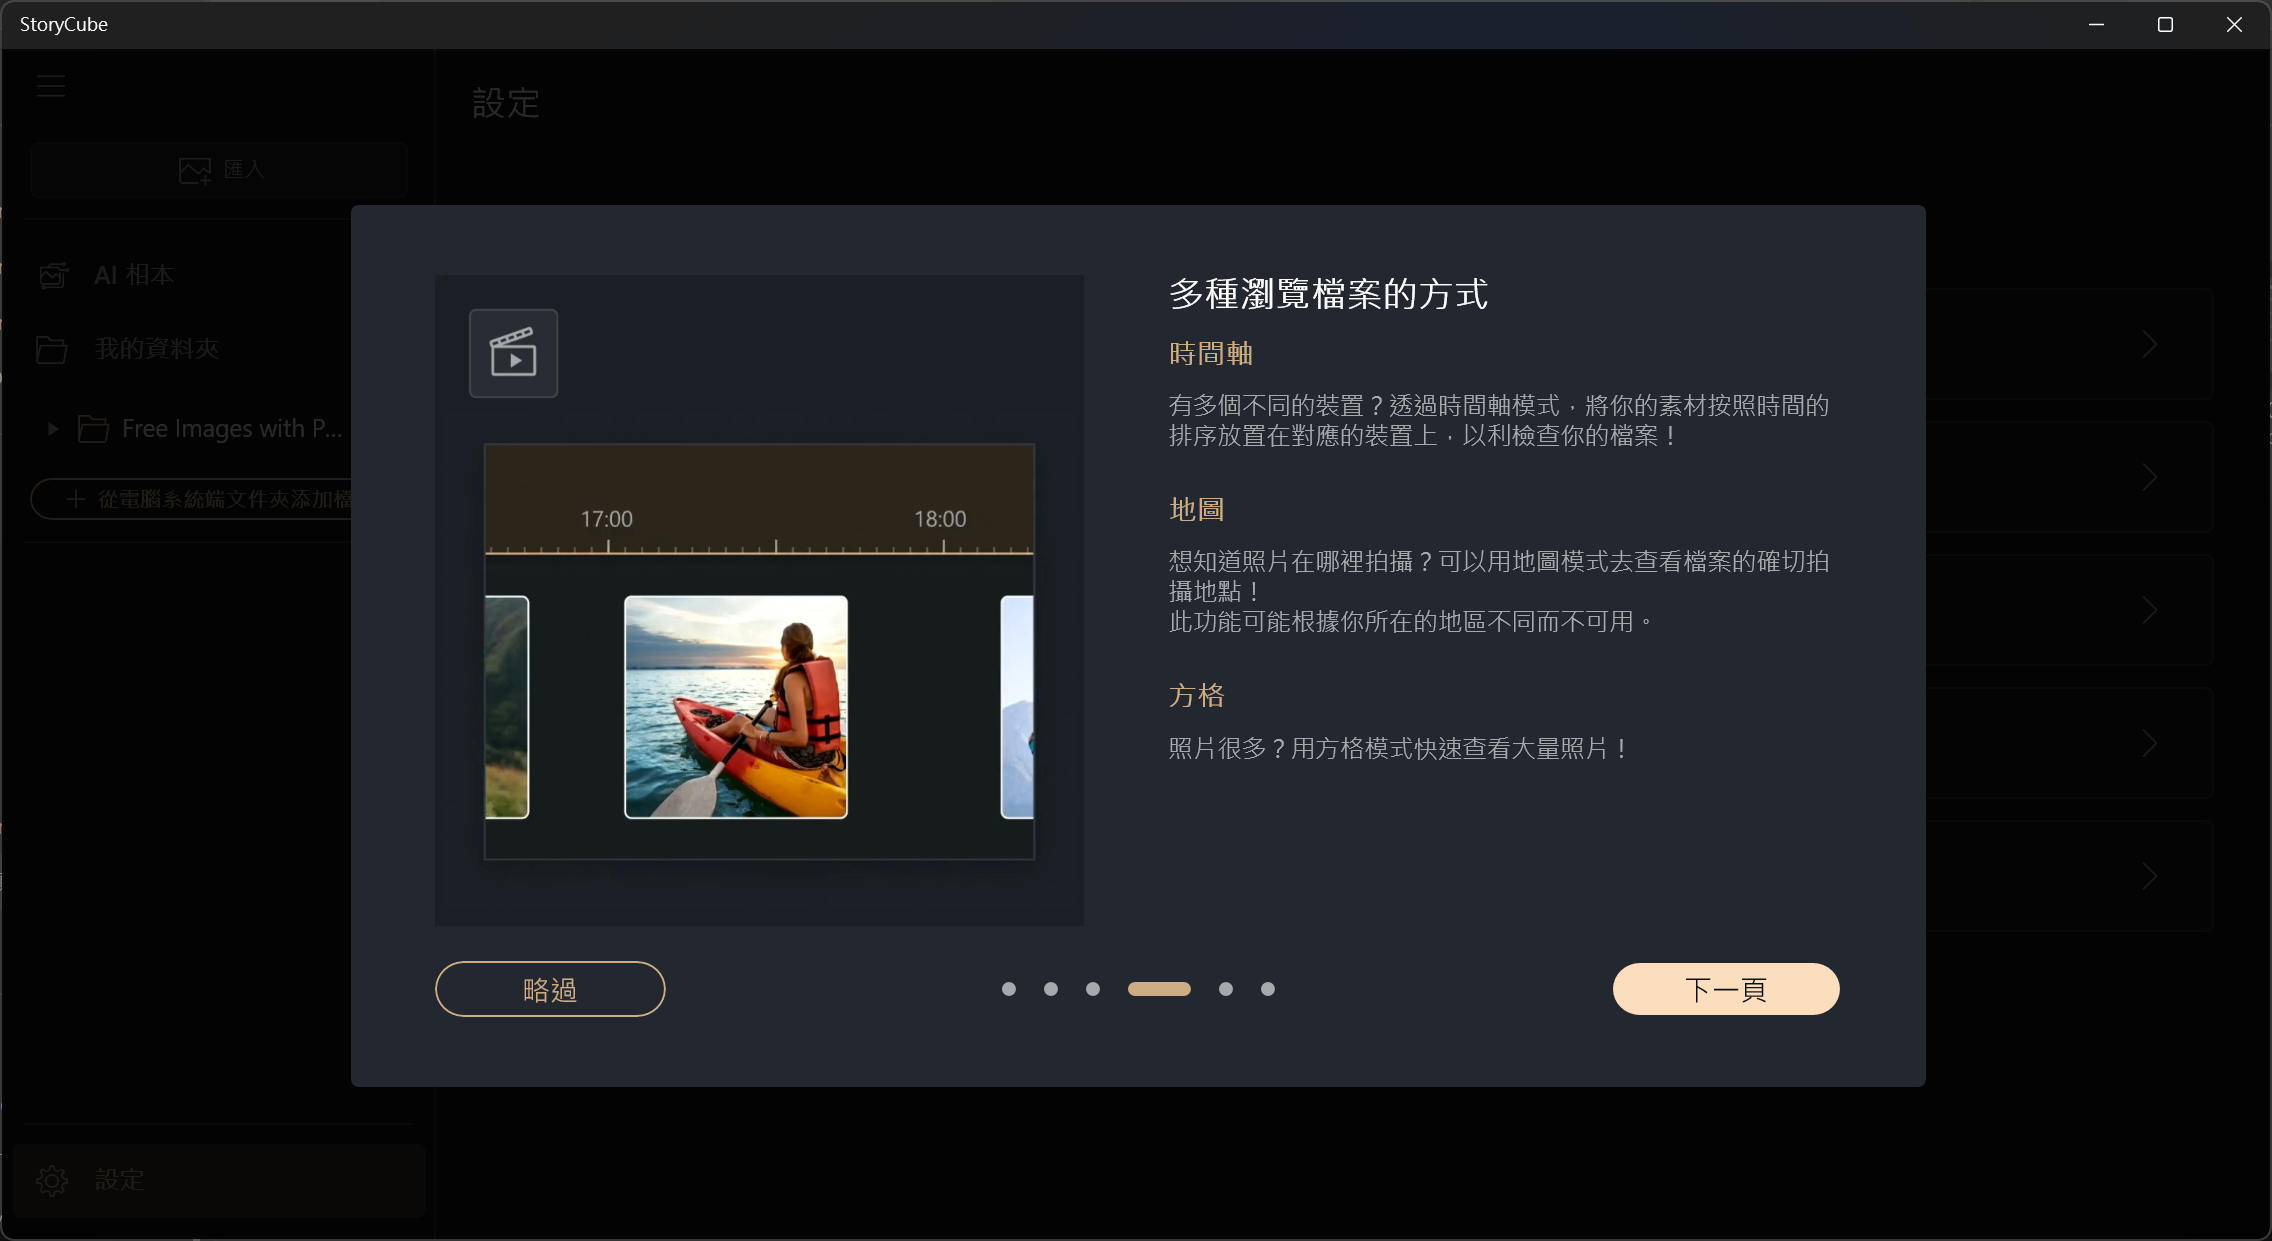 StoryCube
設定
匯入
AI 相本
我的資料夾
Free Images with P...
從電腦系統端文件夾添加檔
設定
17:00
18:00
多種瀏覽檔案的方式
時間軸
有多個不同的裝置？透過時間軸模式，將你的素材按照時間的
排序放置在對應的裝置上，以利檢查你的檔案！
地圖
想知道照片在哪裡拍攝？可以用地圖模式去查看檔案的確切拍
攝地點！
此功能可能根據你所在的地區不同而不可用。
方格
照片很多？用方格模式快速查看大量照片！
略過
下一頁